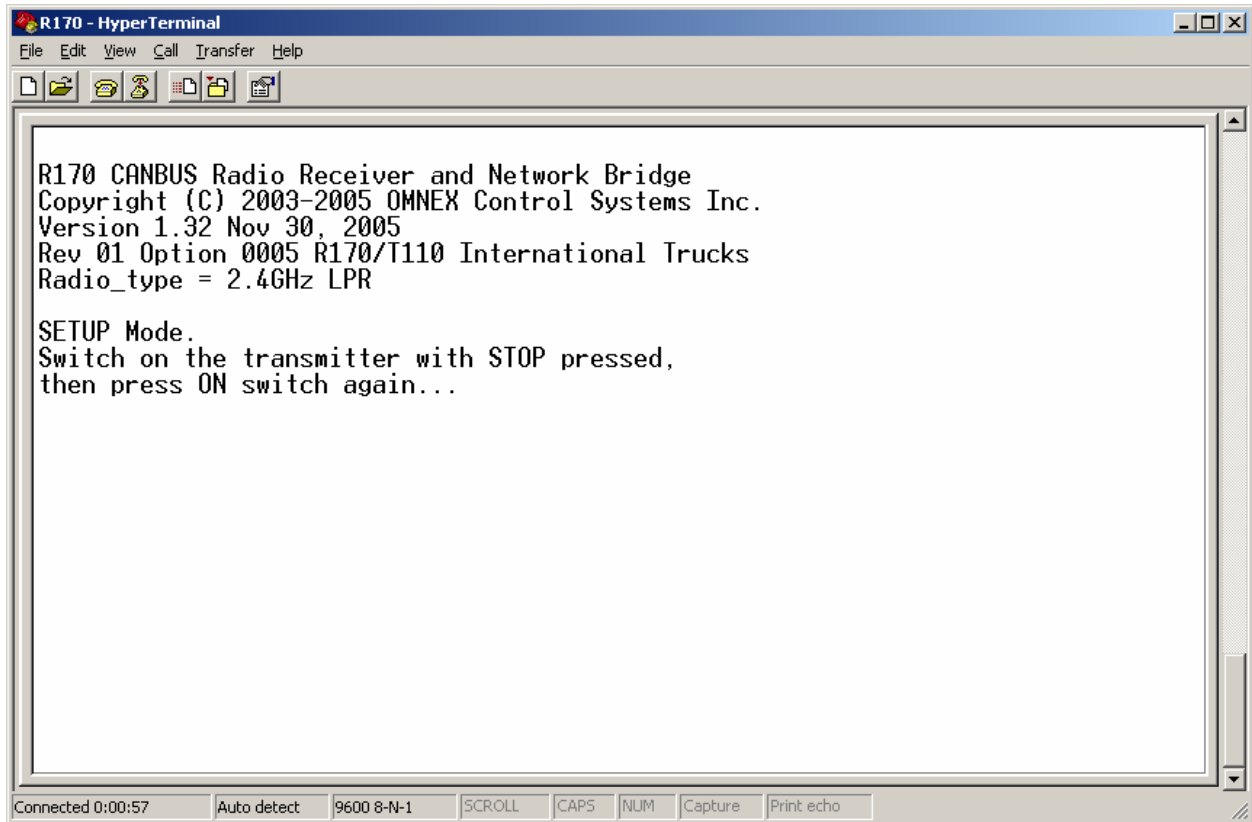 R170 - HyperTerminal
File Edit View Call Transfer Help
R170 CANBUS Radio Receiver and Network Bridge
Copyright (C) 2003-2005 OMNEX Control Systems Inc.
Version 1.32 Nov 30, 2005
Rev 01 Option 0005 R170/T110 International Trucks
Radio_type = 2.4GHz LPR
SETUP Mode.
Switch on the transmitter with STOP pressed,
then press ON switch again...
Connected 0:00:57 Auto detect 9600 8-N-1 SCROLL CAPS NUM Capture Print echo